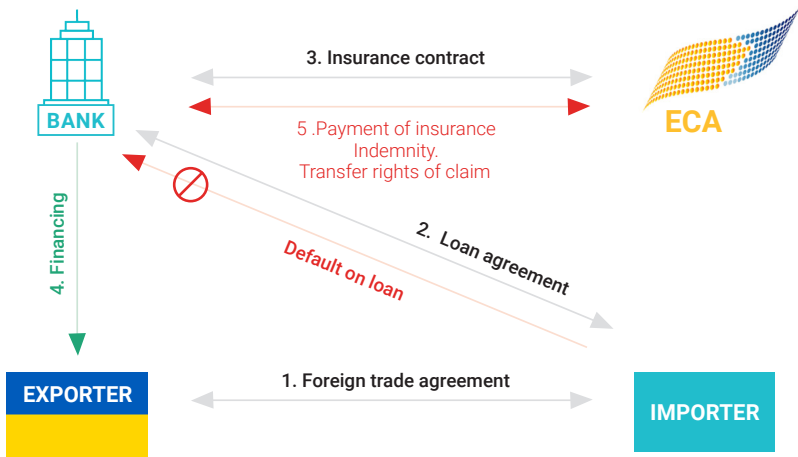 3. Insurance contract
BANK
ECA
5 .Payment of insurance
Indemnity.
Transfer rights of claim
4. Financing
2. Loan agreement
Default on loan
EXPORTER
1. Foreign trade agreement
IMPORTER